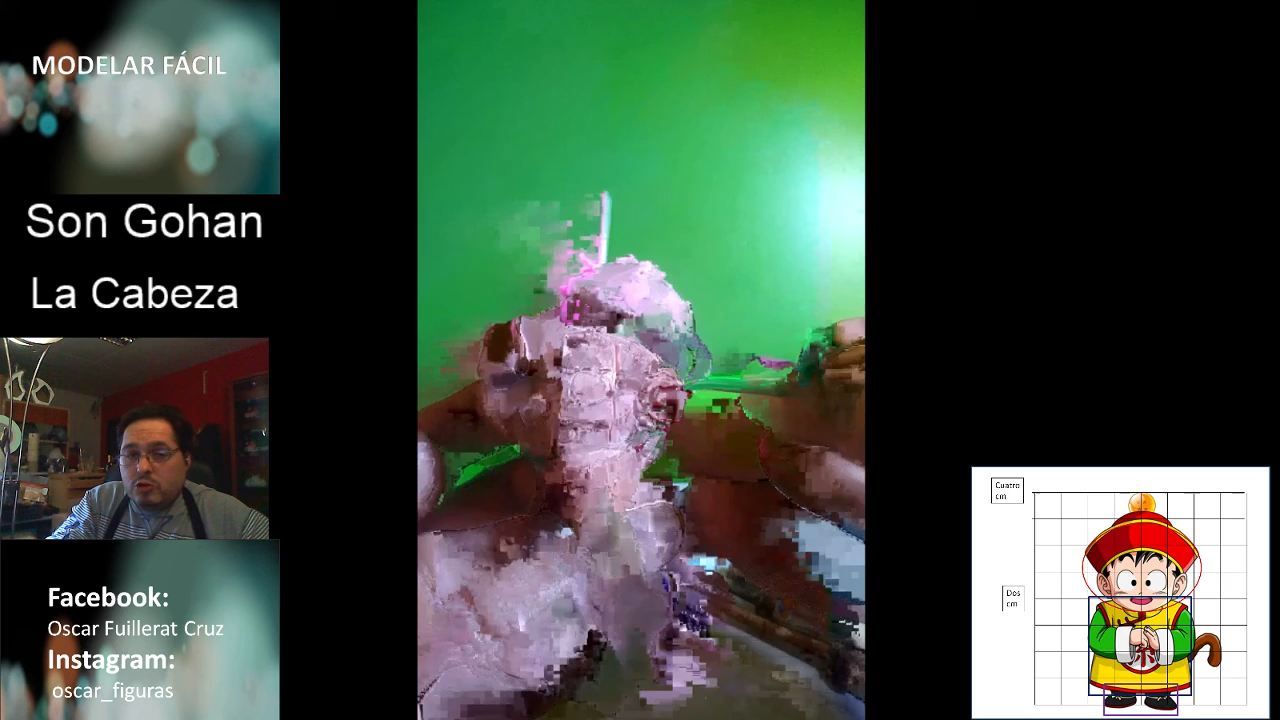 MODELAR FÁCIL
Son Gohan
La Cabeza
Facebook:
Oscar Fuillerat Cruz
Instagram:
oscar_figuras
Cuatro
cm
Dos
cm